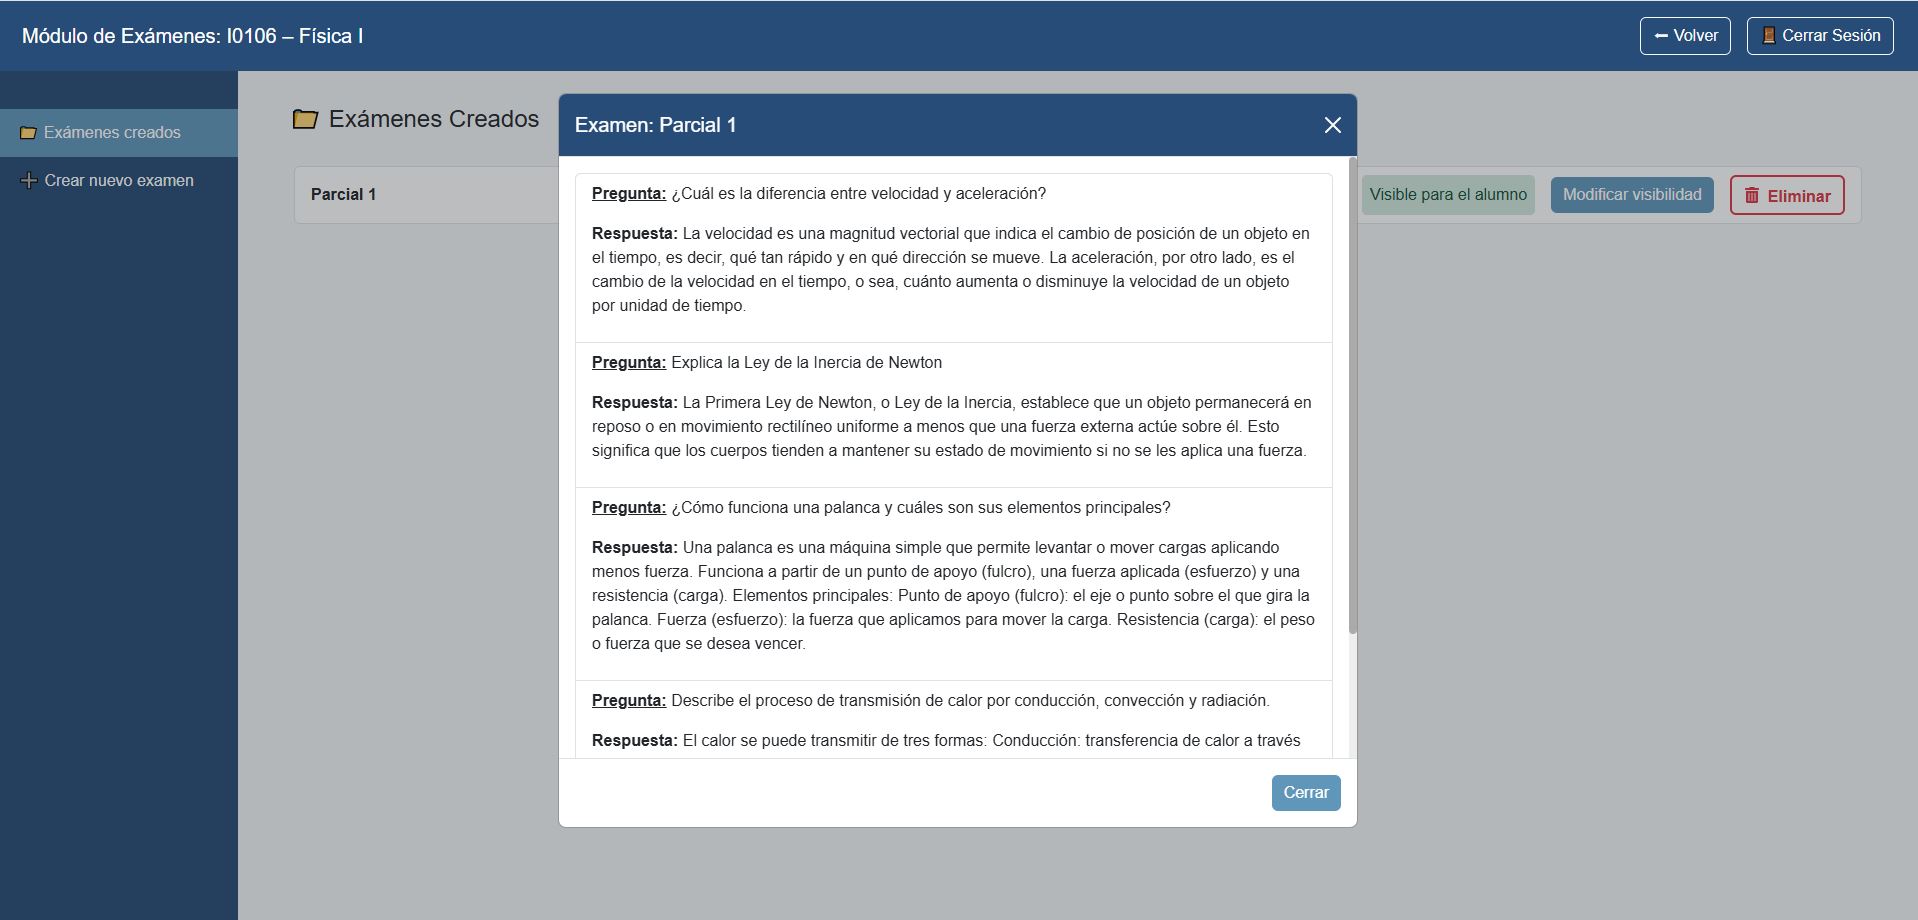 Módulo de Exámenes: I0106 – Física I
Volver
Cerrar Sesión
Exámenes creados
Crear nuevo examen
Exámenes Creados
Parcial 1
Visible para el alumno
Modificar visibilidad
Eliminar
Examen: Parcial 1
Pregunta: ¿Cuál es la diferencia entre velocidad y aceleración?
Respuesta: La velocidad es una magnitud vectorial que indica el cambio de posición de un objeto en
el tiempo, es decir, qué tan rápido y en qué dirección se mueve. La aceleración, por otro lado, es el
cambio de la velocidad en el tiempo, o sea, cuánto aumenta o disminuye la velocidad de un objeto
por unidad de tiempo.
Pregunta: Explica la Ley de la Inercia de Newton
Respuesta: La Primera Ley de Newton, o Ley de la Inercia, establece que un objeto permanecerá en
reposo o en movimiento rectilíneo uniforme a menos que una fuerza externa actúe sobre él. Esto
significa que los cuerpos tienden a mantener su estado de movimiento si no se les aplica una fuerza.
Pregunta: ¿Cómo funciona una palanca y cuáles son sus elementos principales?
Respuesta: Una palanca es una máquina simple que permite levantar o mover cargas aplicando
menos fuerza. Funciona a partir de un punto de apoyo (fulcro), una fuerza aplicada (esfuerzo) y una
resistencia (carga). Elementos principales: Punto de apoyo (fulcro): el eje o punto sobre el que gira la
palanca. Fuerza (esfuerzo): la fuerza que aplicamos para mover la carga. Resistencia (carga): el peso
o fuerza que se desea vencer.
Pregunta: Describe el proceso de transmisión de calor por conducción, convección y radiación.
Respuesta: El calor se puede transmitir de tres formas: Conducción: transferencia de calor a través
Cerrar